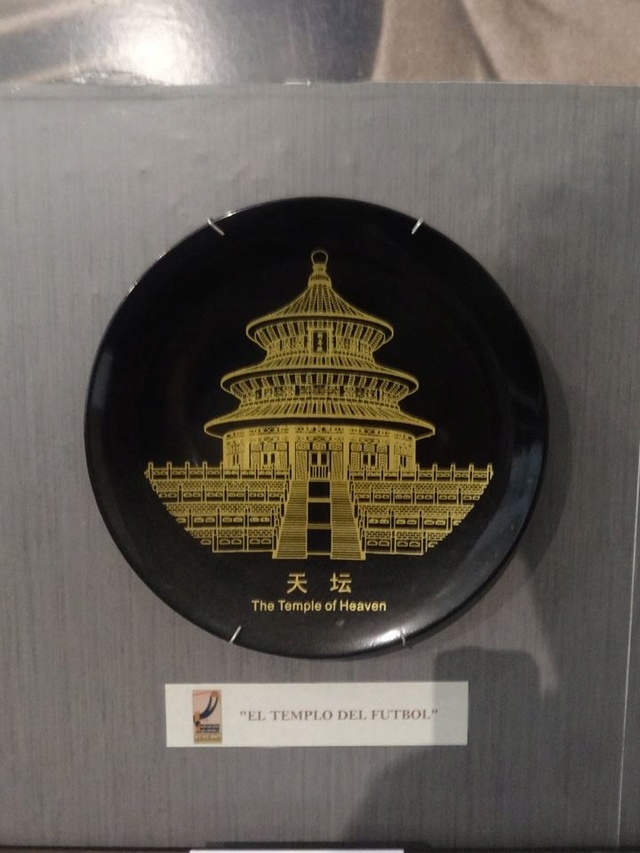 天 坛
The Temple of Heaven
"EL TEMPLO DEL FUTBOL"